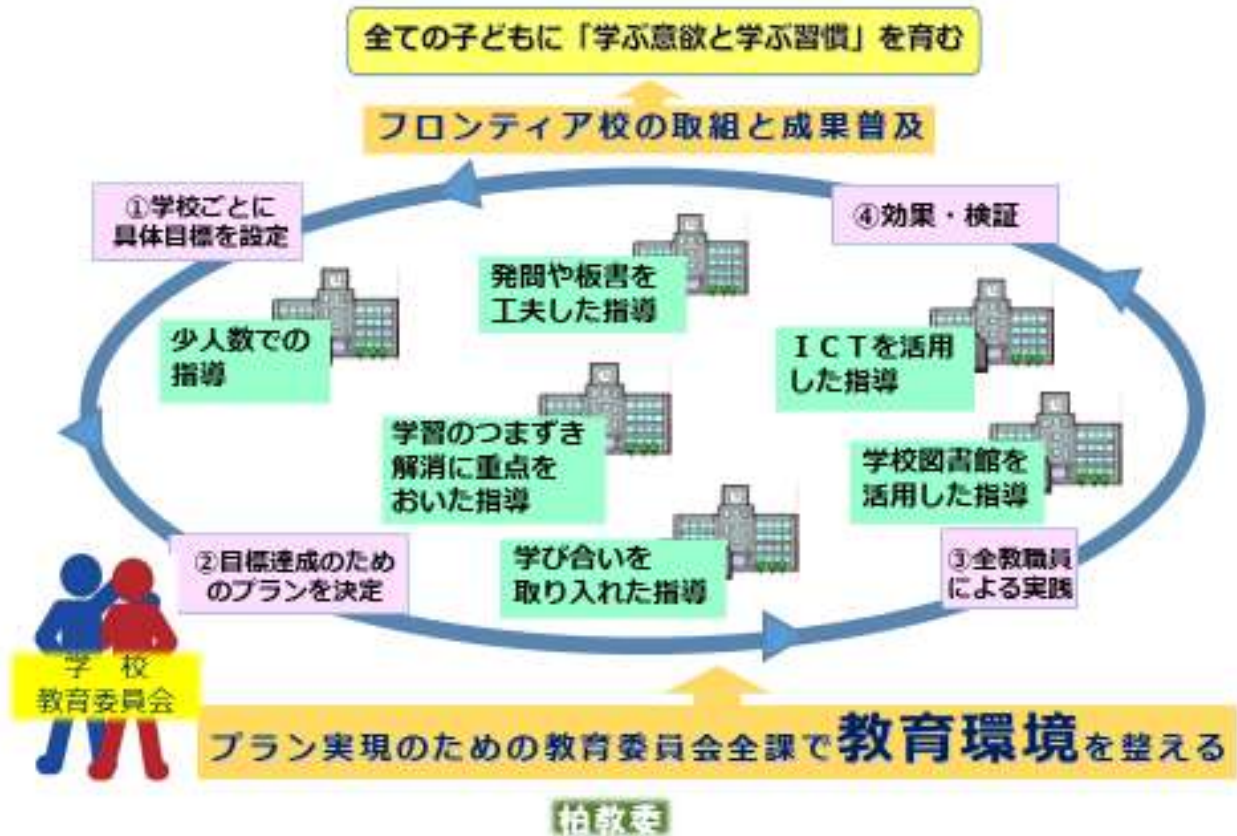 全ての子どもに「学ぶ意欲と学ぶ習慣」を育む
フロンティア校の取組と成果普及
①学校ごとに
具体目標を設定
④効果・検証
発問や板書を
工夫した指導
少人数での
指導
ＩＣＴを活用
した指導
学習のつまずき
解消に重点を
おいた指導
学校図書館を
活用した指導
学び合いを
取り入れた指導
②目標達成のため
のプランを決定
③全教職員
による実践
学　校
教育委員会
プラン実現のための教育委員会全課で教育環境を整える
柏教委